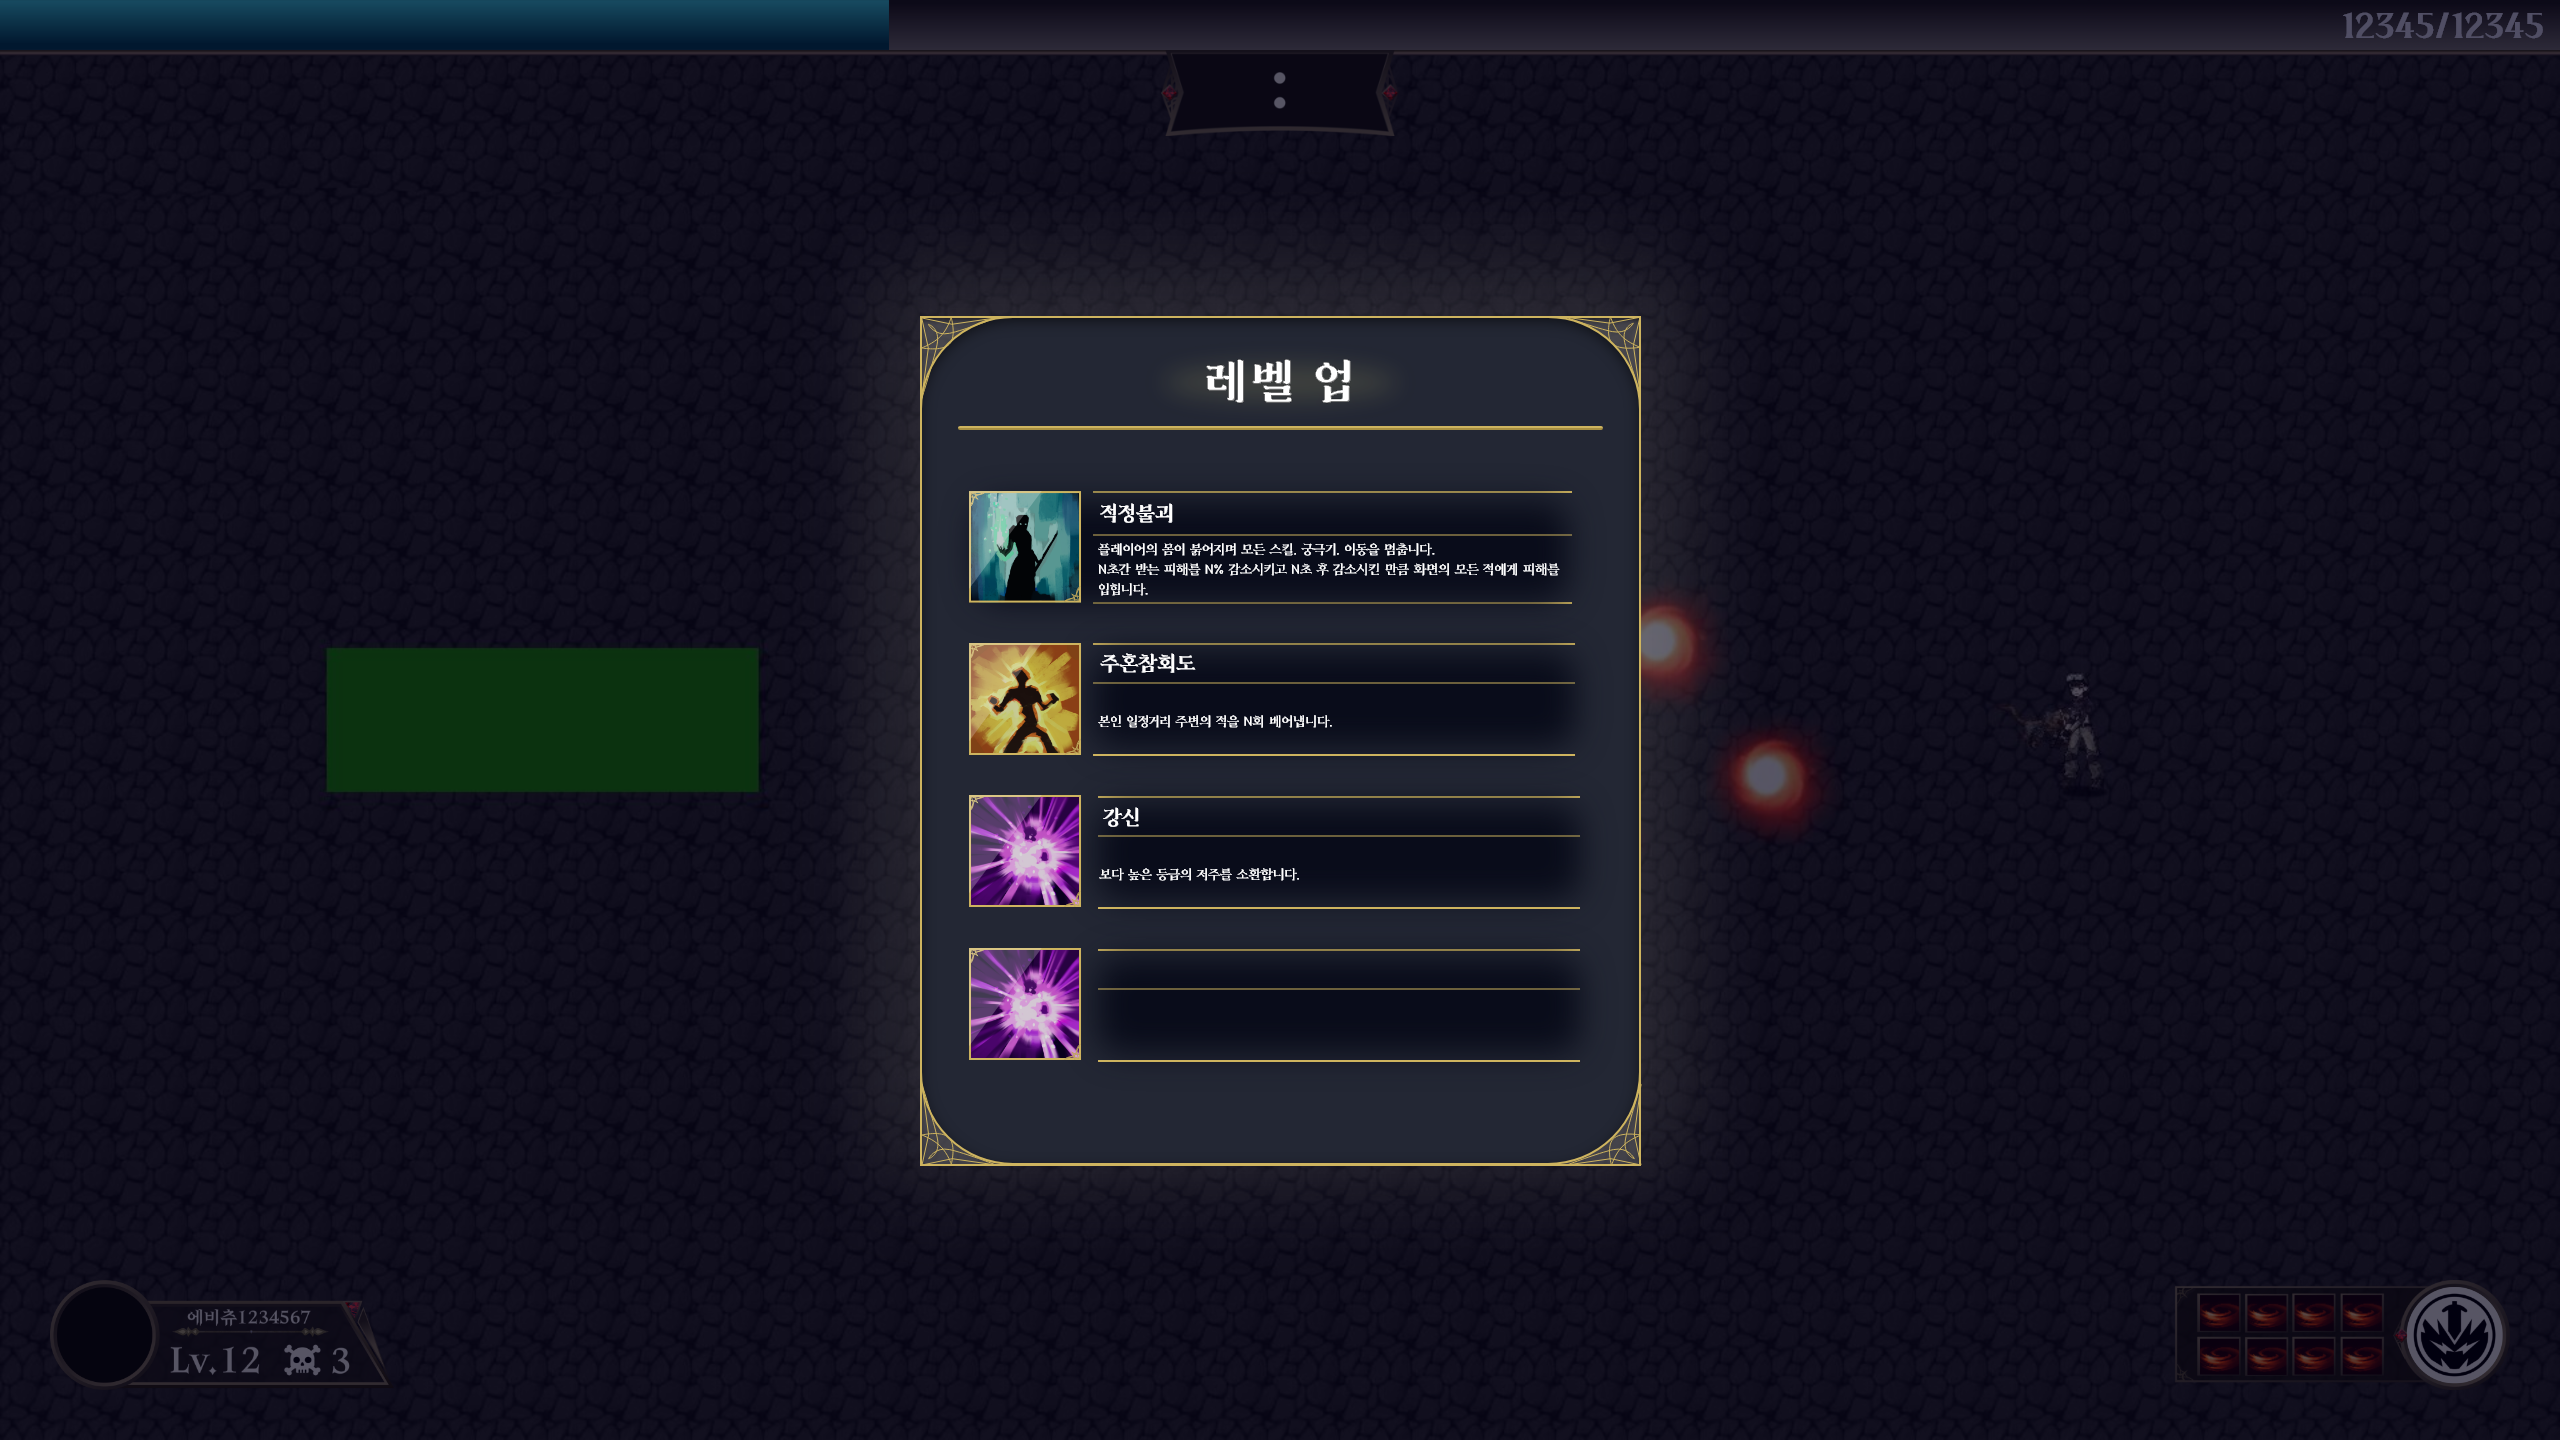 12345/12345
:
레벨 업
적정불괴
플레이어의 몸이 붉어지며 모든 스킬, 궁극기, 이동을 멈춥니다.
N초간 받는 피해를 N% 감소시키고 N초 후 감소시킨 만큼 화면의 모든 적에게 피해를
입힙니다.
주혼참회도
본인 일정거리 주변의 적을 N회 베어냅니다.
강신
보다 높은 등급의 저주를 소환합니다.
에비츄1234567
Lv.12 3